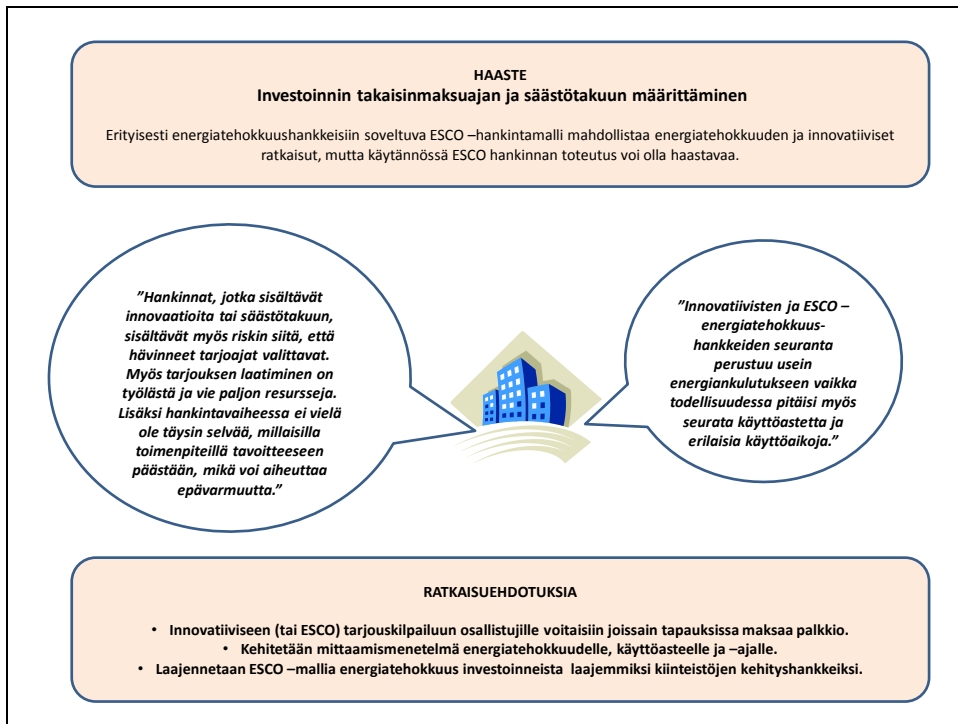 HAASTE
Investoinnin takaisinmaksuajan ja säästötakuun määrittäminen
Erityisesti energiatehokkuushankkeisiin soveltuva ESCO –hankintamalli mahdollistaa energiatehokkuuden ja innovatiiviset
ratkaisut, mutta käytännössä ESCO hankinnan toteutus voi olla haastavaa.
”Hankinnat, jotka sisältävät
innovaatioita tai säästötakuun,
sisältävät myös riskin siitä, että
hävinneet tarjoajat valittavat.
Myös tarjouksen laatiminen on
työlästä ja vie paljon resursseja.
Lisäksi hankintavaiheessa ei vielä
ole täysin selvää, millaisilla
toimenpiteillä tavoitteeseen
päästään, mikä voi aiheuttaa
epävarmuutta.”
”Innovatiivisten ja ESCO –
energiatehokkuus-
hankkeiden seuranta
perustuu usein
energiankulutukseen vaikka
todellisuudessa pitäisi myös
seurata käyttöastetta ja
erilaisia käyttöaikoja.”
RATKAISUEHDOTUKSIA
• Innovatiiviseen (tai ESCO) tarjouskilpailuun osallistujille voitaisiin joissain tapauksissa maksaa palkkio.
• Kehitetään mittaamismenetelmä energiatehokkuudelle, käyttöasteelle ja –ajalle.
• Laajennetaan ESCO –mallia energiatehokkuus investoinneista laajemmiksi kiinteistöjen kehityshankkeiksi.